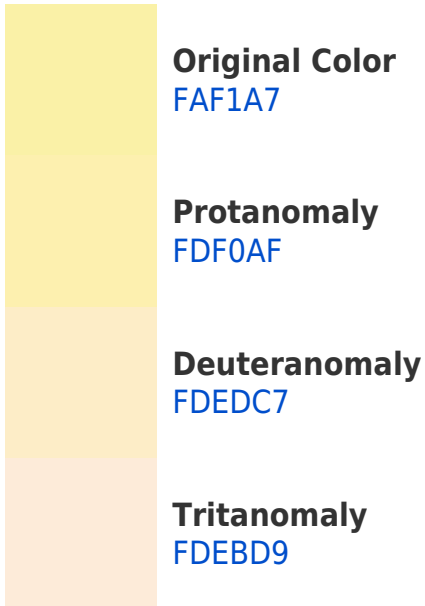 Original Color
FAF1A7
Protanomaly
FDF0AF
Deuteranomaly
FDEDC7
Tritanomaly
FDEBD9